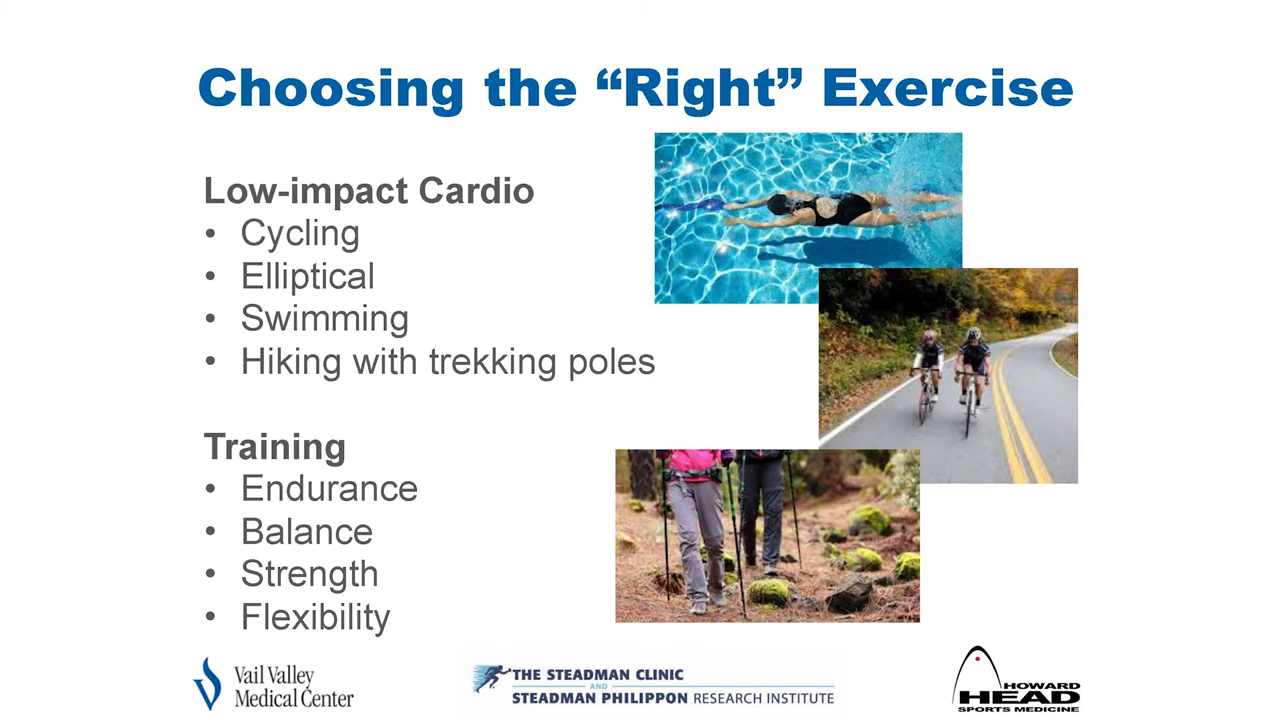 Choosing the “Right” Exercise
Low-impact Cardio
• Cycling
• Elliptical
• Swimming
• Hiking with trekking poles
Training
• Endurance
• Balance
• Strength
• Flexibility
Vail Valley
Medical Center
THE STEADMAN CLINIC
AND
STEADMAN PHILIPPON RESEARCH INSTITUTE
HOWARD
HEAD
SPORTS MEDICINE